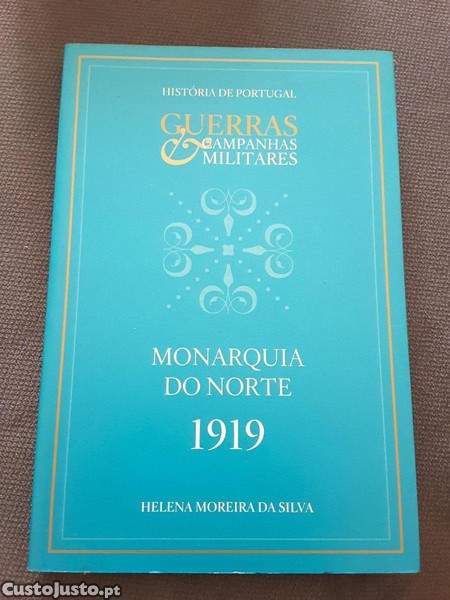 HISTÓRIA DE PORTUGAL
GUERRAS
& CAMPANHAS
MILITARES
MONARQUIA
DO NORTE
1919
HELENA MOREIRA DA SILVA
CustoJusto.pt